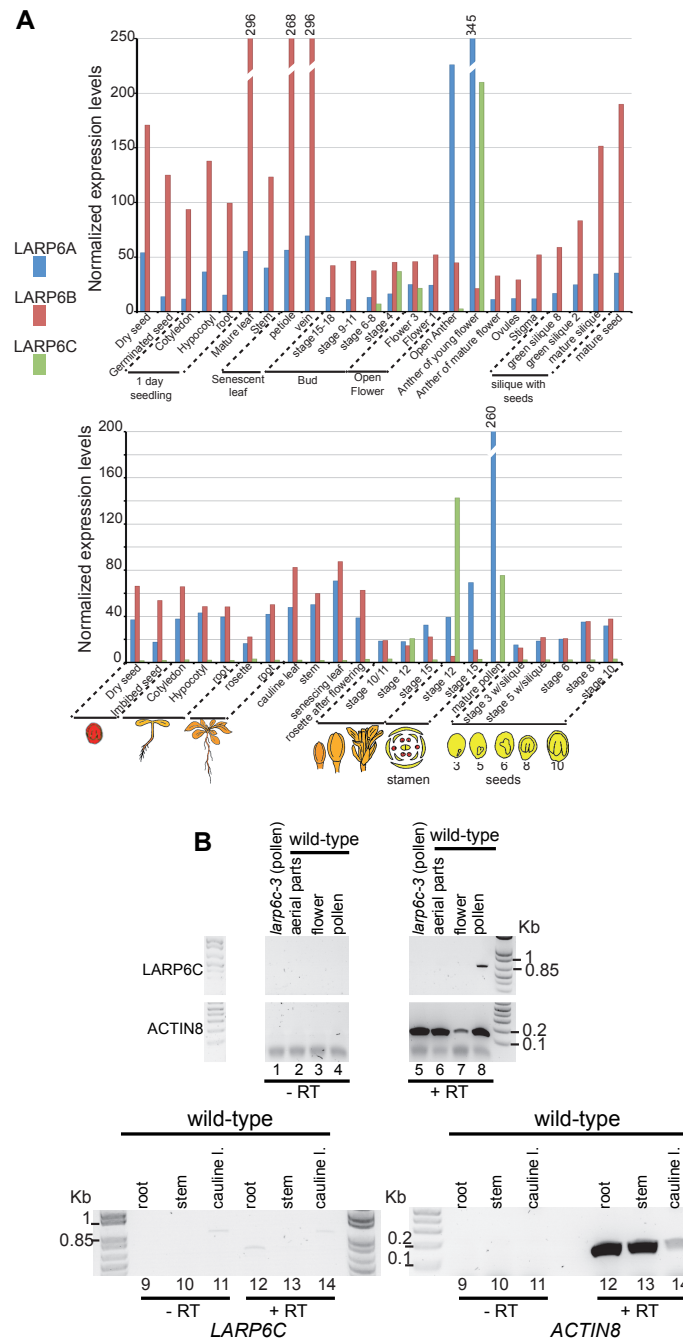 A
296
268
296
345
250
200
150
100
50
0
Normalized expression levels
LARP6A
LARP6B
LARP6C
Dry seed
Germinated seed
Cotyledon
Hypocotyl
root
Mature leaf
Stem
petiole
vein
stage 15-18
stage 9-11
stage 6-8
stage 4
Flower 3
Flower 1
Open Anther
Anther of young flower
Anther of mature flower
Ovules
Stigma
green silique 8
green silique 2
mature silique
mature seed
1 day
seedling
Senescent
leaf
Bud
Open
Flower
silique with
seeds
260
200
160
120
80
40
0
Normalized expression levels
Dry seed
Imbibed seed
Cotyledon
Hypocotyl
root
rosette
root
cauline leaf
stem
senescing leaf
rosette after flowering
stage 10/11
stage 12
stage 15
stage 12
stage 15
mature pollen
stage 3 w/silique
stage 5 w/silique
stage 6
stage 8
stage 10
stamen
3 5 6 8 10
seeds
B
wild-type
wild-type
larp6c-3 (pollen)
aerial parts
flower
pollen
larp6c-3 (pollen)
aerial parts
flower
pollen
Kb
LARP6C
1
0.85
ACTIN8
0.2
0.1
1 2 3 4
5 6 7 8
- RT
+ RT
wild-type
wild-type
root
stem
cauline l.
root
stem
cauline l.
root
stem
cauline l.
root
stem
cauline l.
Kb
1
0.85
Kb
0.2
0.1
9 10 11 12 13 14
9 10 11 12 13 14
- RT + RT
- RT + RT
LARP6C
ACTIN8